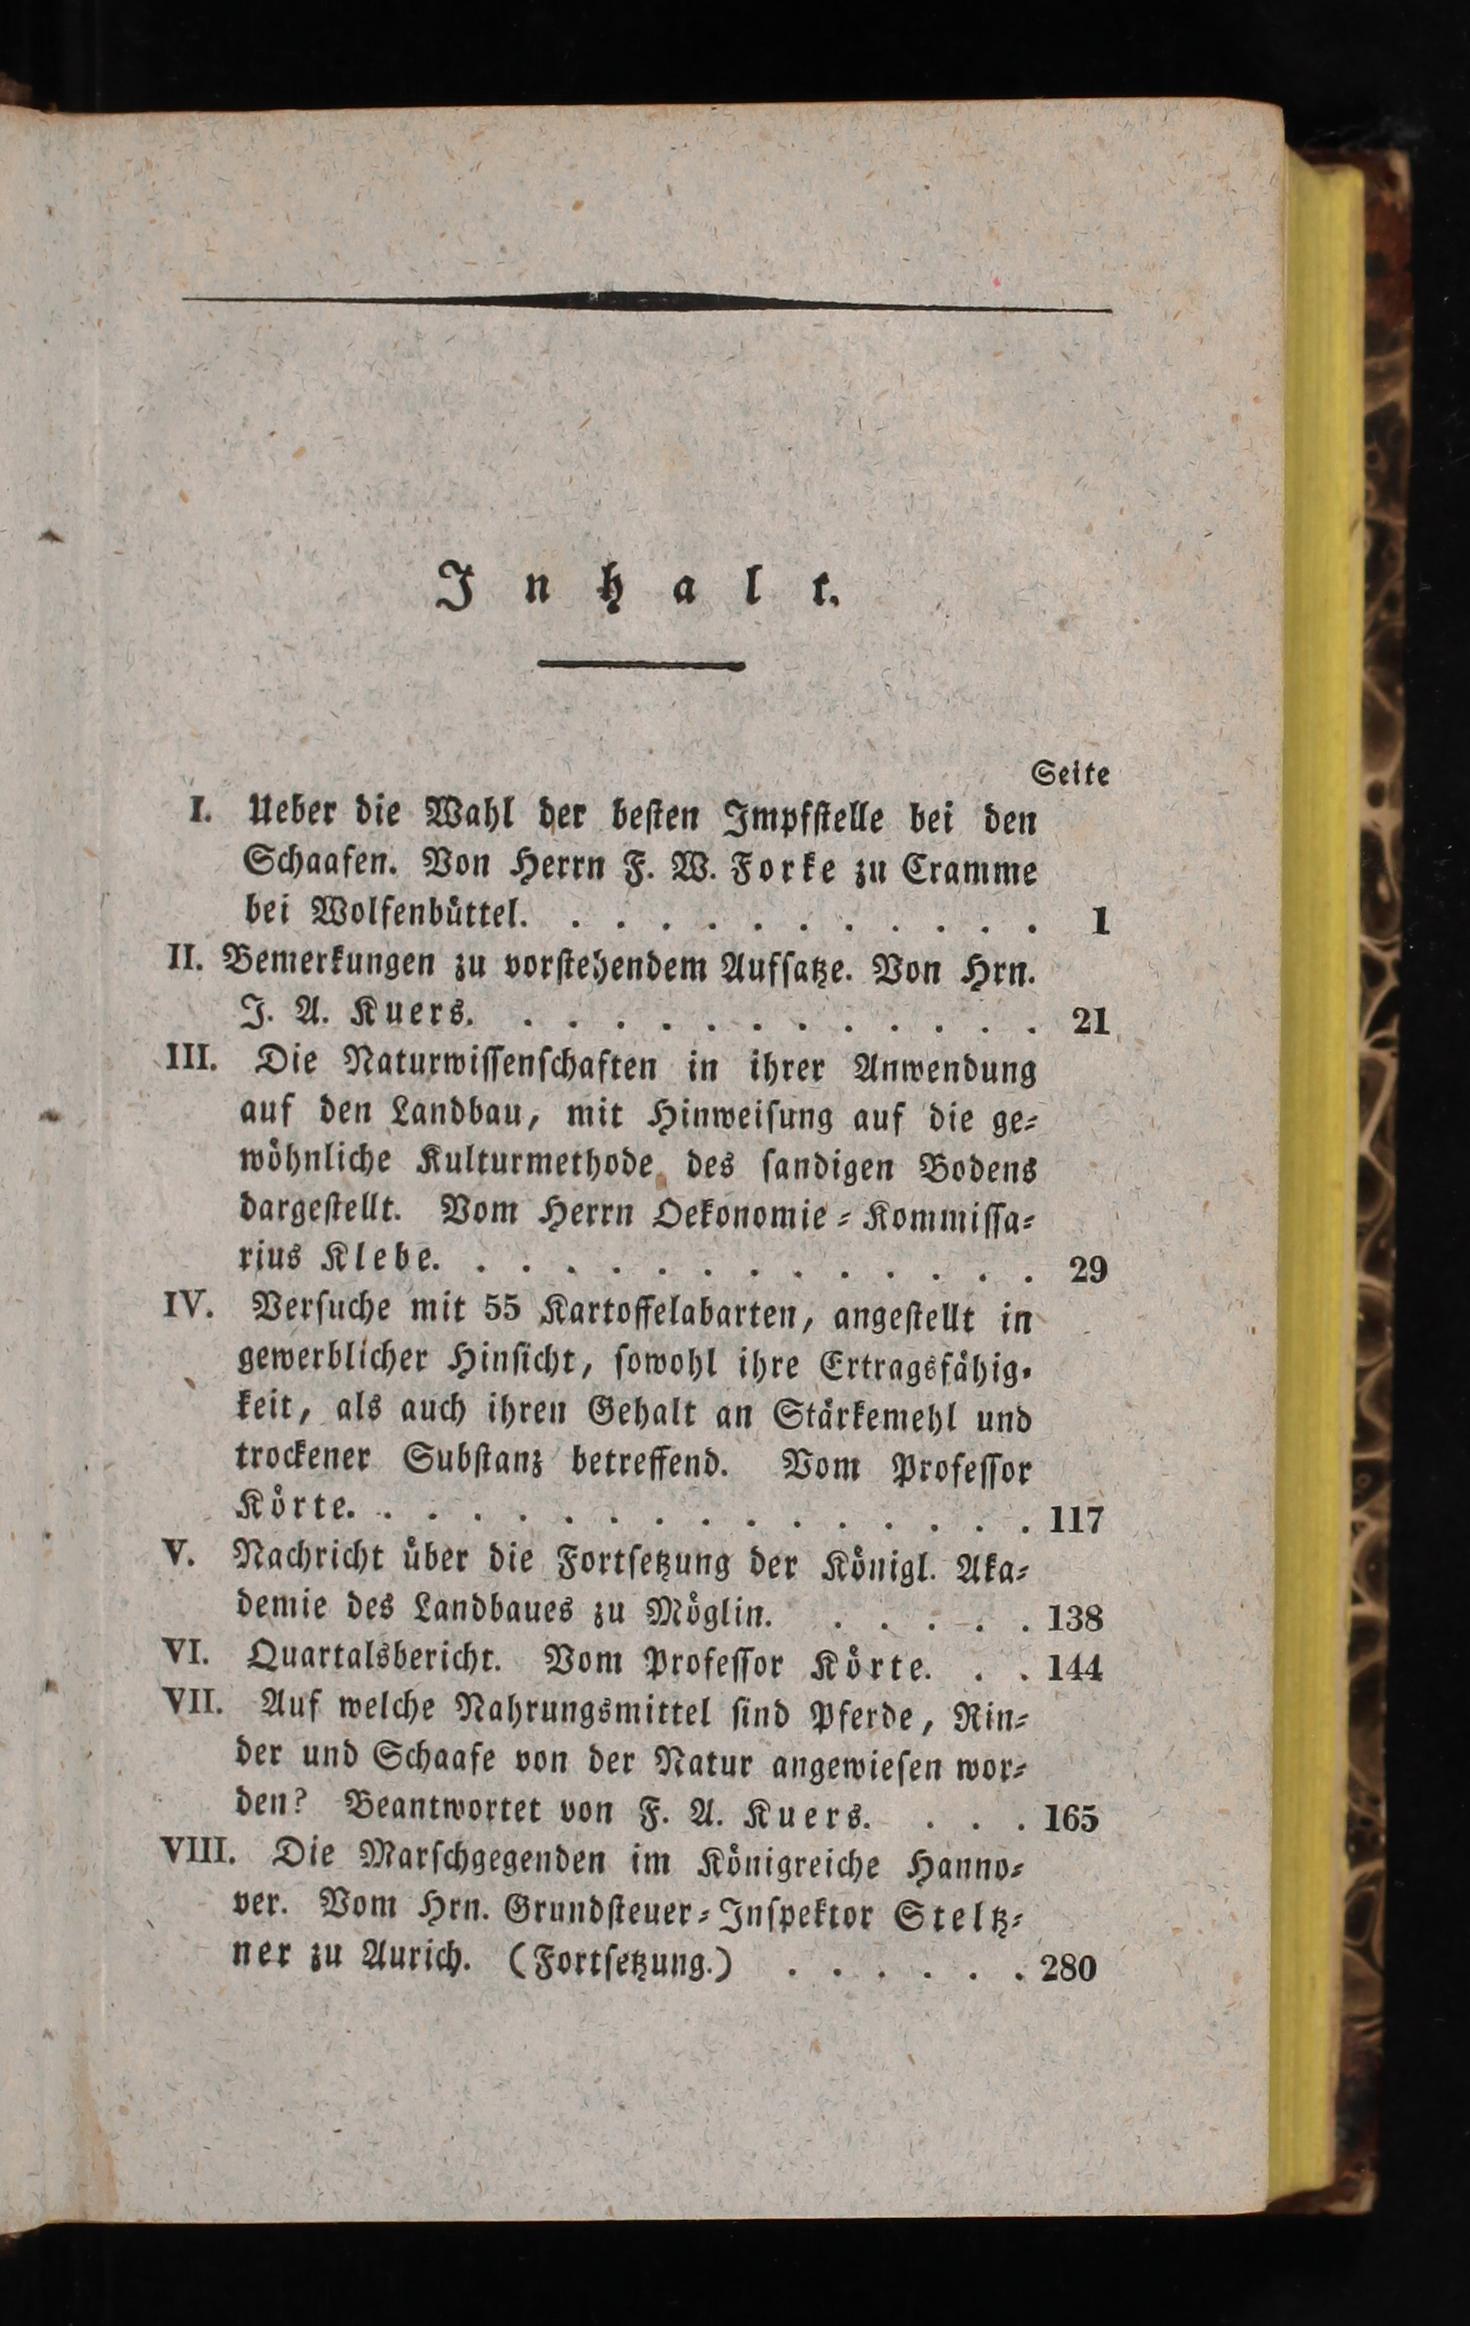 Inhalt.
Seite
I. Ueber die Wahl der beſten Impfſtelle bei den
Schaafen. Von Herrn F. W. Forke zu Cramme
bei Wolfenbüttel. . . . . . . . . . . . 1
II. Bemerkungen zu vorſtehendem Aufſatze. Von Hrn.
J. A. Kuers. . . . . . . . . . . . . 21
III. Die Naturwiſſenſchaften in ihrer Anwendung
auf den Landbau, mit Hinweiſung auf die ge⸗
wöhnliche Kulturmethode des ſandigen Bodens
dargeſtellt. Vom Herrn Oekonomie⸗Kommiſſa⸗
rius Klebe. . . . . . . . . . . . . . 29
IV. Verſuche mit 55 Kartoffelabarten, angeſtellt in
gewerblicher Hinſicht, ſowohl ihre Ertragsfähig⸗
keit, als auch ihren Gehalt an Stärkemehl und
trockener Subſtanz betreffend. Vom Profeſſor
Körte. . . . . . . . . . . . . . . . 117
V. Nachricht über die Fortſetzung der Königl. Aka⸗
demie des Landbaues zu Möglin. . . . . . 138
VI. Quartalsbericht. Vom Profeſſor Körte. . . 144
VII. Auf welche Nahrungsmittel ſind Pferde, Rin⸗
der und Schaafe von der Natur angewieſen wor⸗
den? Beantwortet von F. A. Kuers. . . . 165
VIII. Die Marſchgegenden im Königreiche Hanno⸗
ver. Vom Hrn. Grundſteuer⸗Inſpektor Steltz⸗
ner zu Aurich. (Fortſetzung.) . . . . . . 280